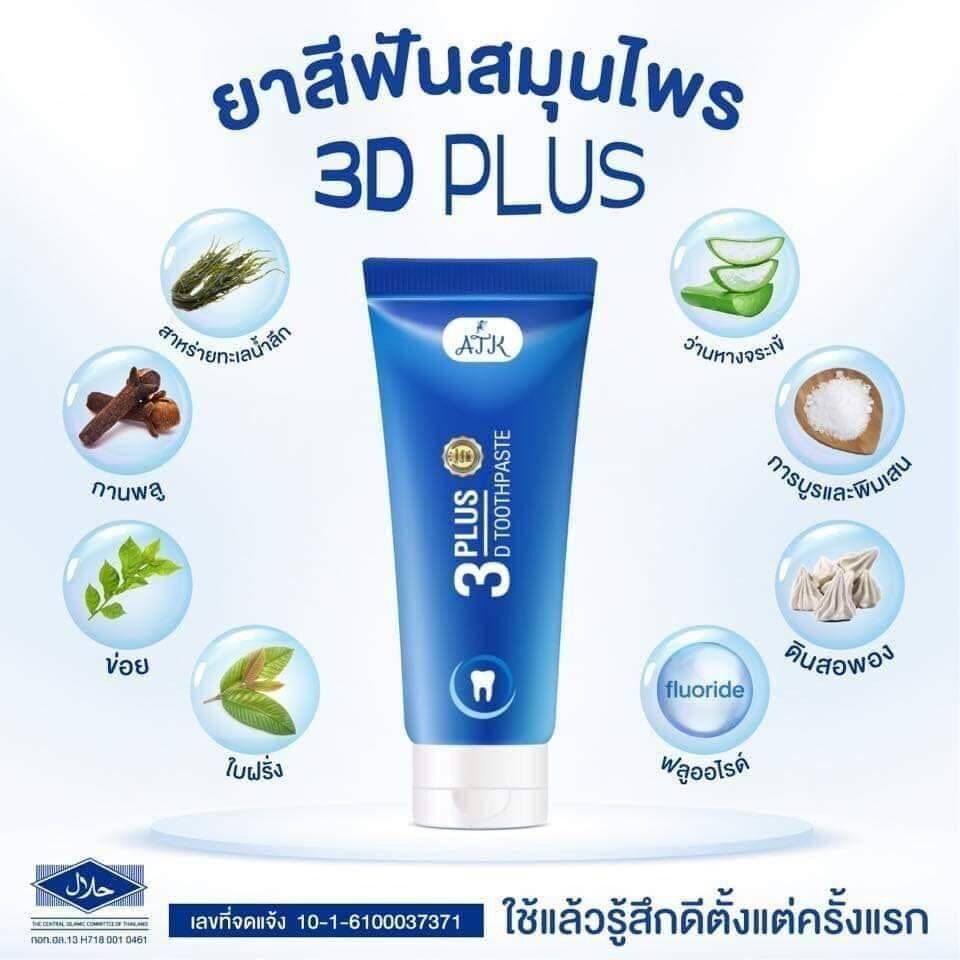 ยาสีฟันสมุนไพร
3D PLUS
สาหร่ายทะเลน้ำลึก
กานพลู
ข่อย
ใบฝรั่ง
ATK
3 PLUS
D TOOTHPASTE
ว่านหางจระเข้
การบูรและพิมเสน
ดินสอพอง
fluoride
ฟลูออไรด์
حلال
THE CENTRAL ISLAMIC COMMITTEE OF THAILAND
กอท.ฮล.13 H718 001 0461
เลขที่จดแจ้ง 10-1-6100037371
ใช้แล้วรู้สึกดีตั้งแต่ครั้งแรก